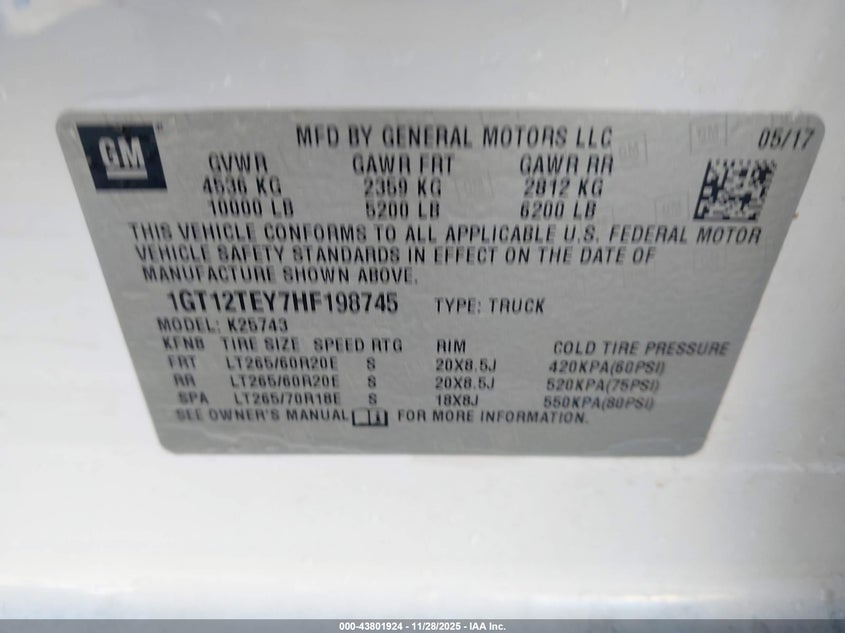 GM
MFD BY GENERAL MOTORS LLC 05/17
GVWR GAWR FRT GAWR RR
4536 KG 2359 KG 2812 KG
10000 LB 5200 LB 6200 LB
THIS VEHICLE CONFORMS TO ALL APPLICABLE U.S. FEDERAL MOTOR
VEHICLE SAFETY STANDARDS IN EFFECT ON THE DATE OF
MANUFACTURE SHOWN ABOVE.
1GT12TEY7HF198745 TYPE: TRUCK
MODEL: K25743
KFNB TIRE SIZE SPEED RTG RIM COLD TIRE PRESSURE
FRT LT265/60R20E S 20X8.5J 420KPA(60PSI)
RR LT265/60R20E S 20X8.5J 520KPA(75PSI)
SPA LT265/70R18E S 18X8J 550KPA(80PSI)
SEE OWNER'S MANUAL FOR MORE INFORMATION.
000-43801924 | 11/28/2025 - IAA Inc.